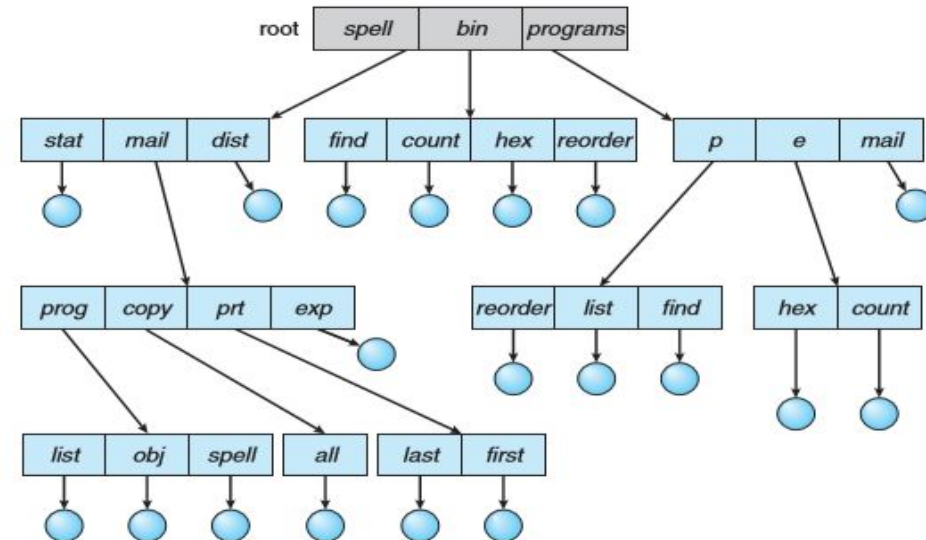 root spell bin programs
stat mail dist find count hex reorder p e mail
prog copy prt exp reorder list find hex count
list obj spell all last first